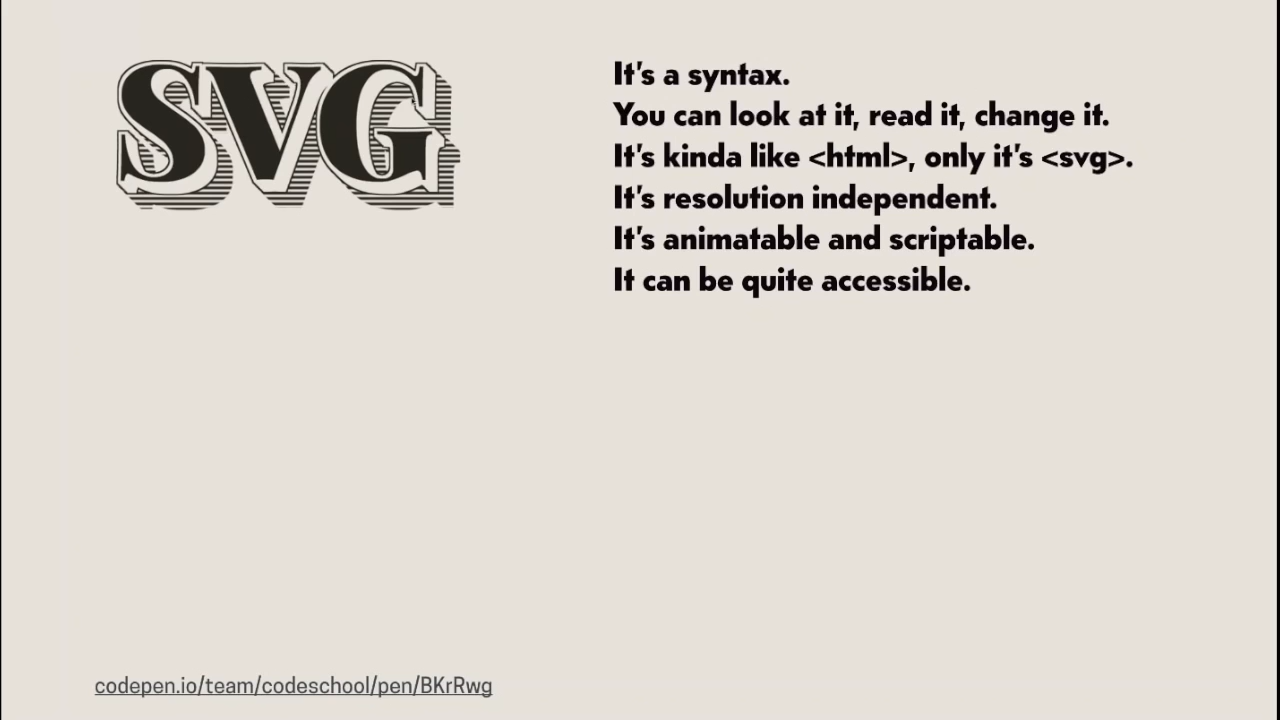 SVG
It's a syntax.
You can look at it, read it, change it.
It's kinda like <html>, only it's <svg>.
It's resolution independent.
It's animatable and scriptable.
It can be quite accessible.
codepen.io/team/codeschool/pen/BKrRwg